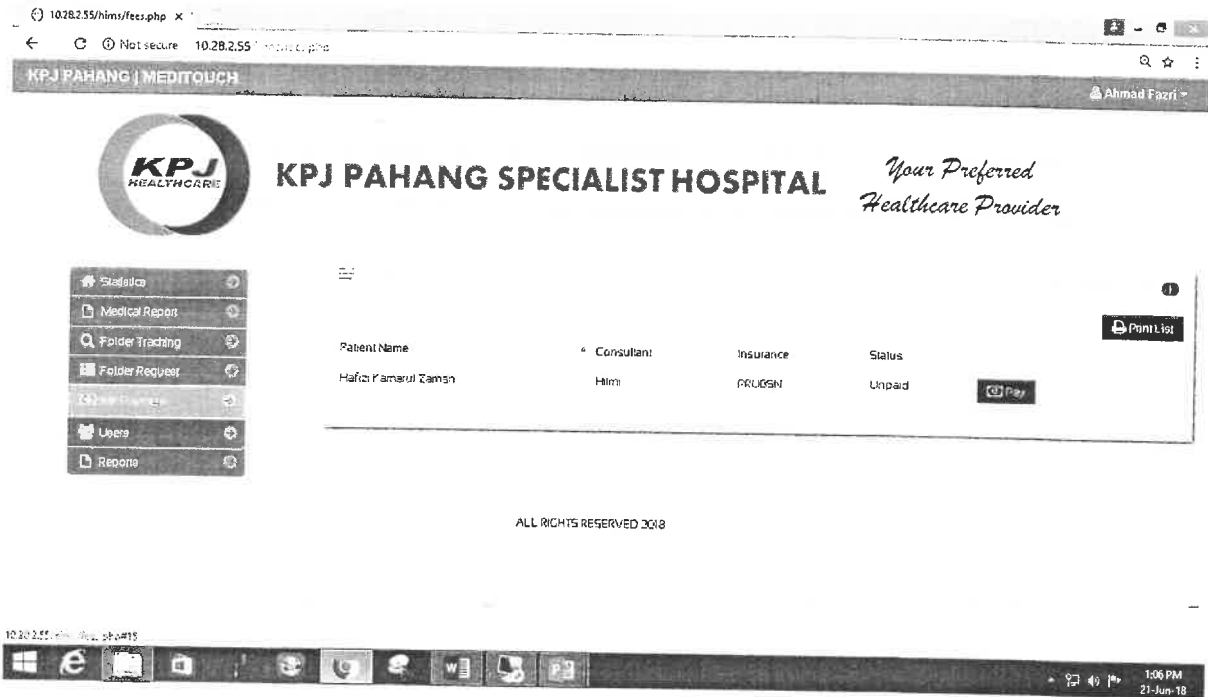 10.28.2.55/hims/fees.php
Not secure 10.28.2.55
KPJ PAHANG | MEDITOUCH
Ahmad Fazri
KPJ
HEALTHCARE
KPJ PAHANG SPECIALIST HOSPITAL
Your Preferred
Healthcare Provider
Statistics
Medical Report
Folder Tracking
Folder Request
Users
Reports
Print List
Patient Name Consultant Insurance Status
Hafizi Kamarul Zaman Hilmi PRUBSN Unpaid Pay
ALL RIGHTS RESERVED 2018
1:06 PM
21-Jun-18